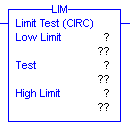 LIM
Limit Test (CIRC)
Low Limit ?
??
Test ?
??
High Limit ?
??